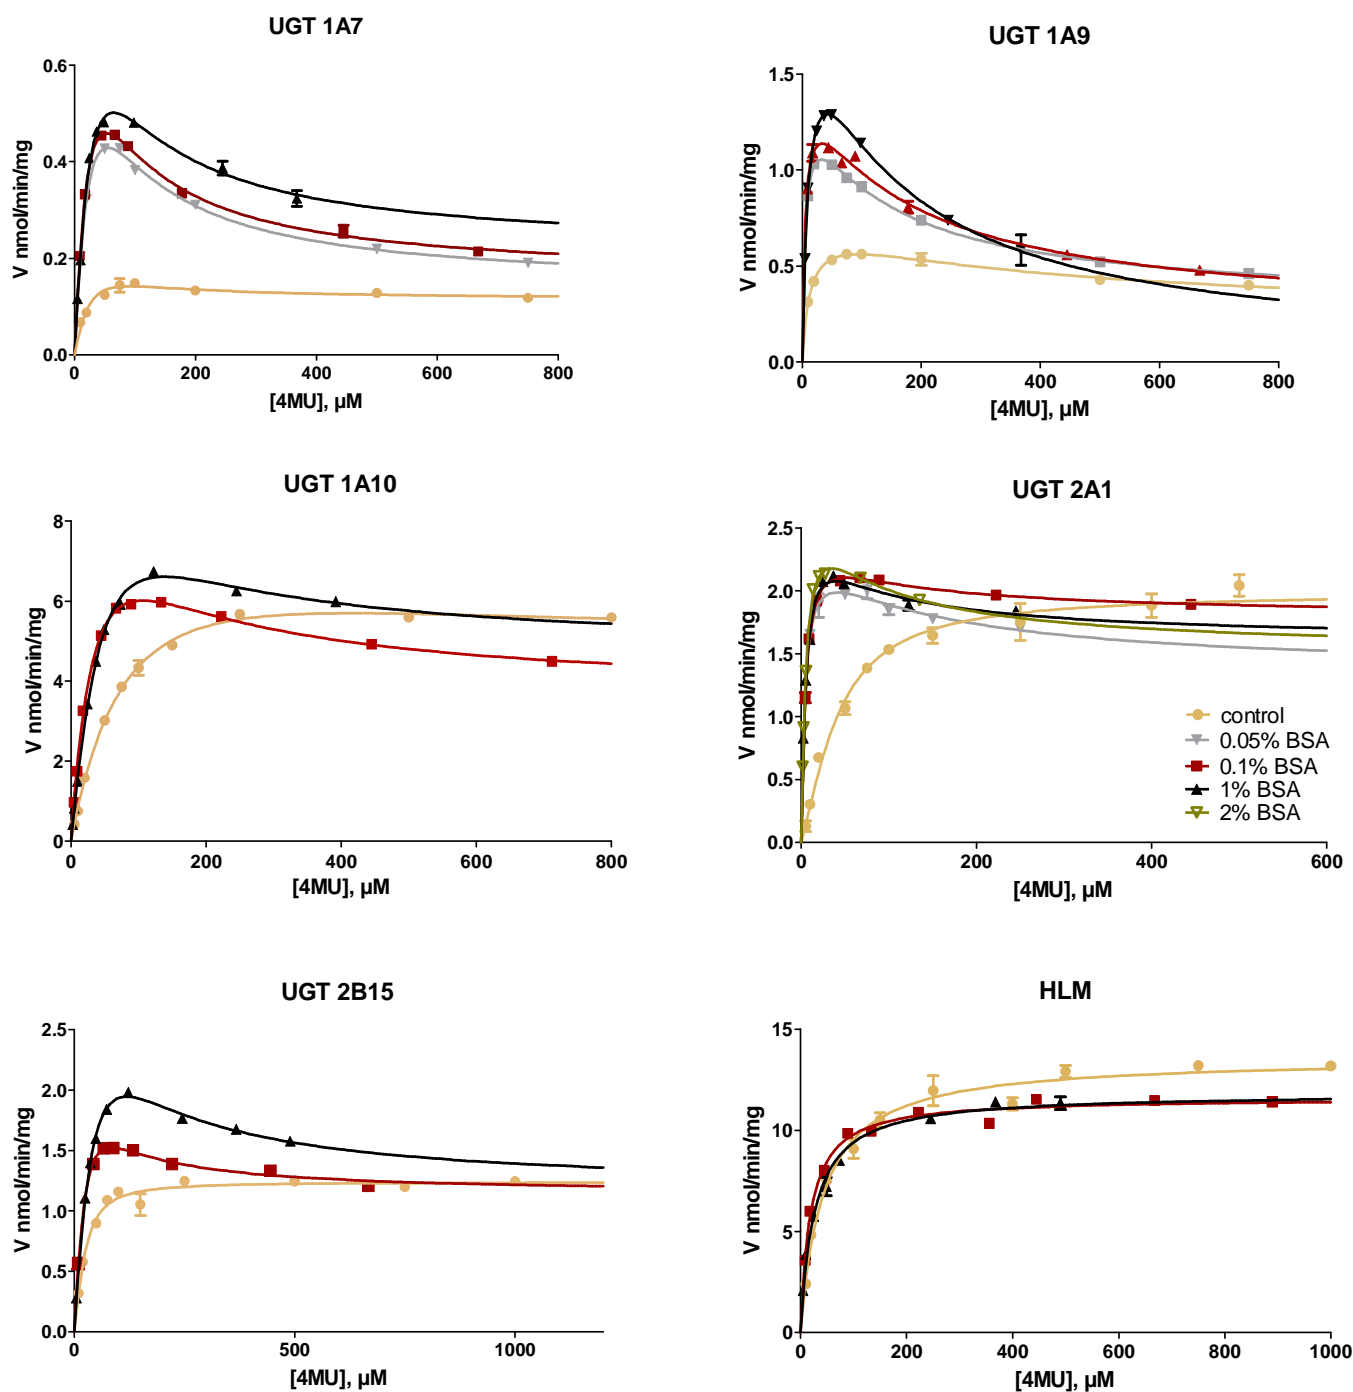 UGT 1A7
0.6
0.4
0.2
0.0
V nmol/min/mg
0 200 400 600 800
[4MU], µM
UGT 1A9
1.5
1.0
0.5
0.0
V nmol/min/mg
0 200 400 600 800
[4MU], µM
UGT 1A10
8
6
4
2
0
V nmol/min/mg
0 200 400 600 800
[4MU], µM
UGT 2A1
2.5
2.0
1.5
1.0
0.5
0.0
V nmol/min/mg
control
0.05% BSA
0.1% BSA
1% BSA
2% BSA
0 200 400 600
[4MU], µM
UGT 2B15
2.5
2.0
1.5
1.0
0.5
0.0
V nmol/min/mg
0 500 1000
[4MU], µM
HLM
15
10
5
0
V nmol/min/mg
0 200 400 600 800 1000
[4MU], µM